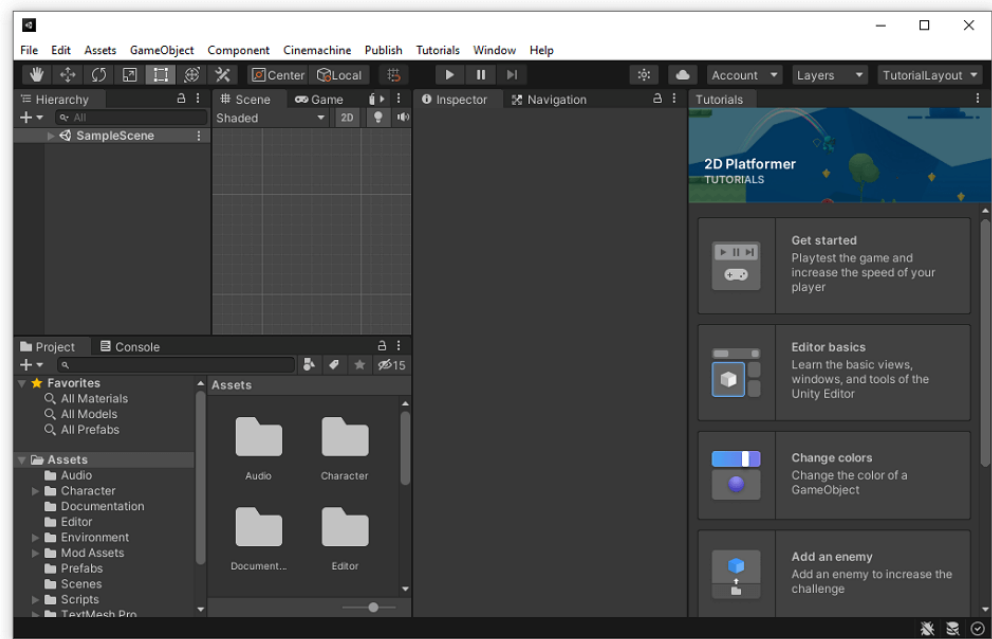 File Edit Assets GameObject Component Cinemachine Publish Tutorials Window Help
Center Local Account Layers TutorialLayout
Hierarchy
All
SampleScene
Scene Game
Shaded 2D
Inspector Navigation
Tutorials
2D Platformer
TUTORIALS
Get started
Playtest the game and
increase the speed of your
player
Editor basics
Learn the basic views,
windows, and tools of the
Unity Editor
Change colors
Change the color of a
GameObject
Add an enemy
Add an enemy to increase the
challenge
Project Console
15
Favorites
All Materials
All Models
All Prefabs
Assets
Audio
Character
Documentation
Editor
Environment
Mod Assets
Prefabs
Scenes
Scripts
TextMesh Pro
Assets
Audio Character
Document... Editor